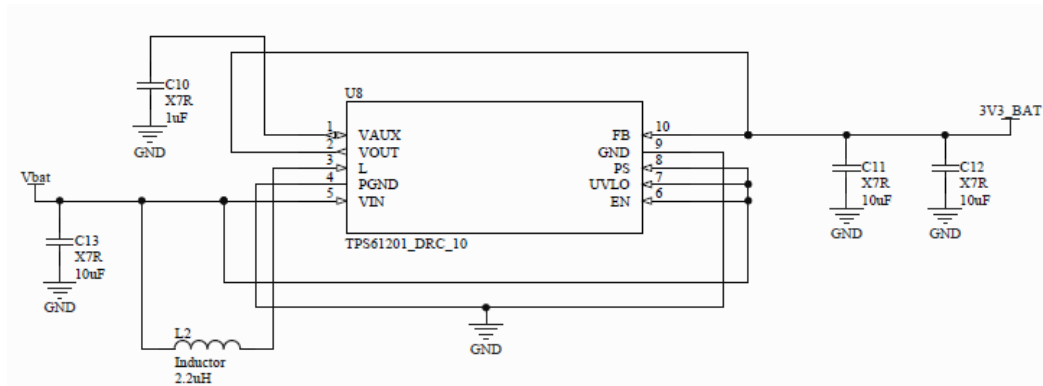 C10
X7R
1uF
GND
U8
1 VAUX
2 VOUT
3 L
4 PGND
5 VIN
FB 10
GND 9
PS 8
UVLO 7
EN 6
TPS61201_DRC_10
3V3_BAT
C11
X7R
10uF
GND
C12
X7R
10uF
GND
Vbat
C13
X7R
10uF
GND
GND
L2
Inductor
2.2uH